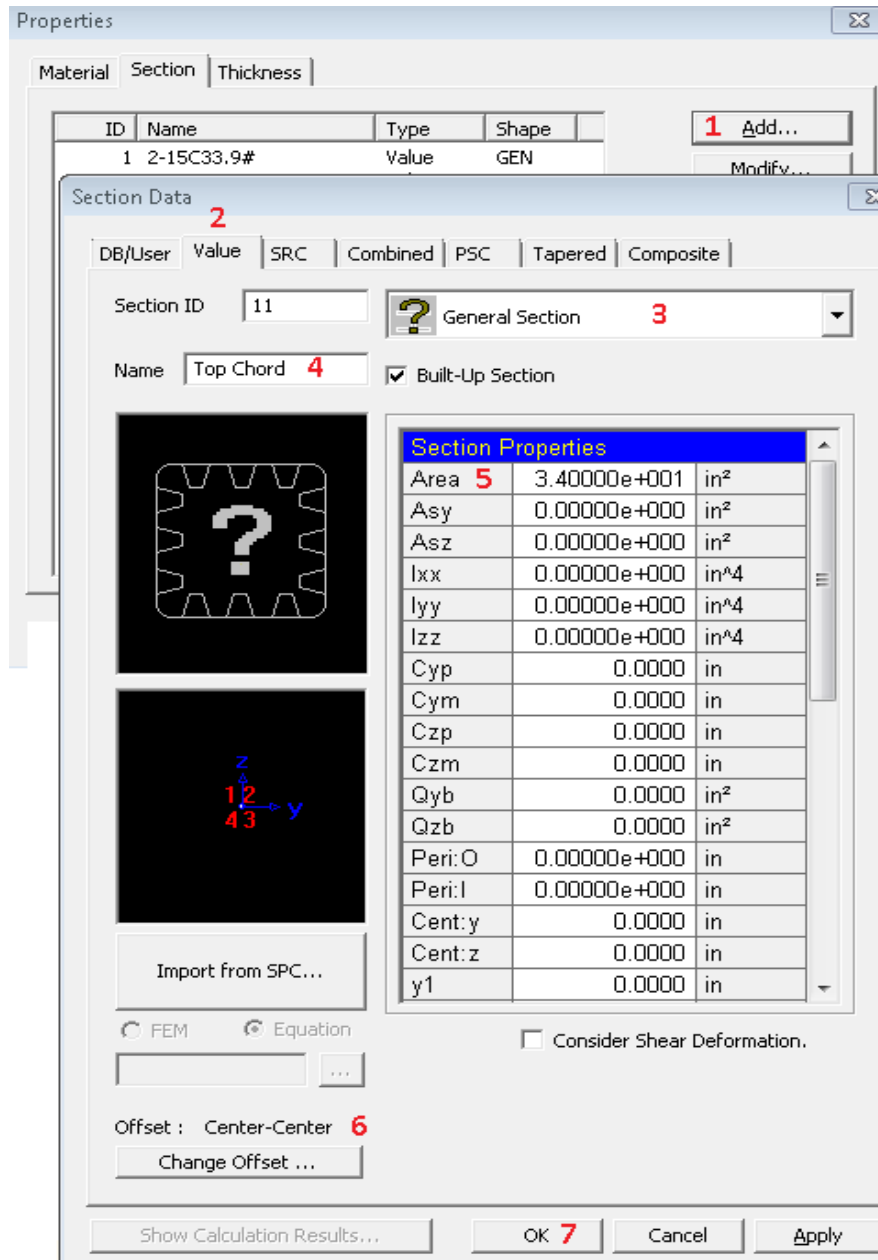 Properties
Material Section Thickness
ID Name Type Shape
1 Add...
1 2-15C33.9# Value GEN
Modify...
Section Data
2
DB/User Value SRC Combined PSC Tapered Composite
Section ID 11 ? General Section 3
Name Top Chord 4 Built-Up Section
?
Section Properties
Area 5 3.40000e+001 in²
Asy 0.00000e+000 in²
Asz 0.00000e+000 in²
Ixx 0.00000e+000 in^4
Iyy 0.00000e+000 in^4
Izz 0.00000e+000 in^4
Cyp 0.0000 in
Cym 0.0000 in
Czp 0.0000 in
Czm 0.0000 in
Qyb 0.0000 in²
Qzb 0.0000 in²
Peri:O 0.00000e+000 in
Peri:I 0.00000e+000 in
Cent:y 0.0000 in
Cent:z 0.0000 in
y1 0.0000 in
z
1 2
y
4 3
Import from SPC...
FEM Equation
...
Consider Shear Deformation.
Offset : Center-Center 6
Change Offset ...
Show Calculation Results... OK 7 Cancel Apply